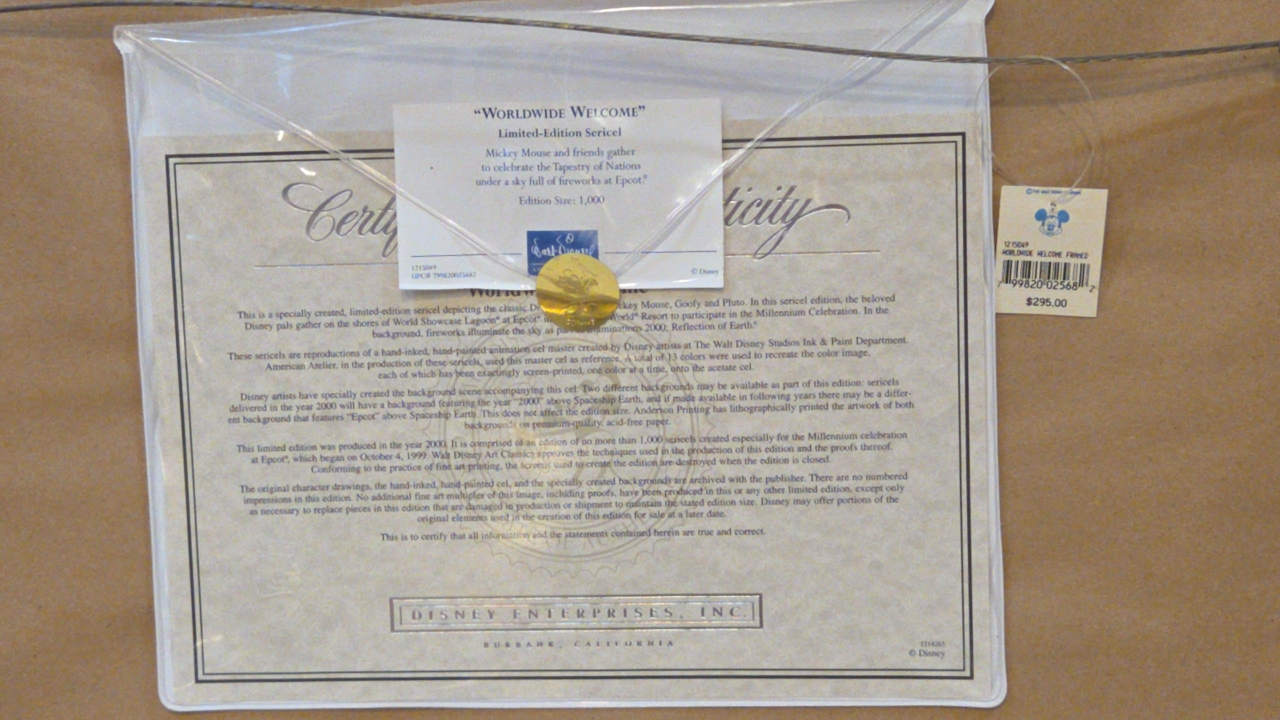 "WORLDWIDE WELCOME"
Limited-Edition Sericel
Mickey Mouse and friends gather
to celebrate the Tapestry of Nations
under a sky full of fireworks at Epcot.®
Edition Size: 1,000
Walt Disney
1215069
UPC# 799820025682
© Disney
Certi ticity
This is a specially created, limited-edition sericel depicting the classic ckey Mouse, Goofy and Pluto. In this sericel edition, the beloved
Disney pals gather on the shores of World Showcase Lagoon® at Epcot® World® Resort to participate in the Millennium Celebration. In the
background, fireworks illuminate the sky as 2000: Reflection of Earth.®
These sericels are reproductions of a hand-inked, hand-painted animation cel master created by Disney artists at The Walt Disney Studios Ink & Paint Department.
American Atelier, in the production of these sericels, used this master cel as reference. A total of 13 colors were used to recreate the color image,
each of which has been exactingly screen-printed, one color at a time, onto the acetate cel.
Disney artists have specially created the background scene accompanying this cel. Two different backgrounds may be available as part of this edition: sericels
delivered in the year 2000 will have a background featuring the year "2000" above Spaceship Earth, and if made available in following years there may be a differ-
ent background that features "Epcot" above Spaceship Earth. This does not affect the edition size. Anderson Printing has lithographically printed the artwork of both
backgrounds on premium-quality, acid-free paper.
This limited edition was produced in the year 2000. It is comprised of an edition of no more than 1,000 sericels created especially for the Millennium celebration
at Epcot®, which began on October 4, 1999. Walt Disney Art Classics approves the techniques used in the production of this edition and the proofs thereof.
Conforming to the practice of fine art printing, the screens used to create the edition are destroyed when the edition is closed.
The original character drawings, the hand-inked, hand-painted cel, and the specially created backgrounds are archived with the publisher. There are no numbered
impressions in this edition. No additional fine art multiples of this image, including proofs, have been produced in this or any other limited edition, except only
as necessary to replace pieces in this edition that are damaged in production or shipment to maintain the stated edition size. Disney may offer portions of the
original elements used in the creation of this edition for sale at a later date.
This is to certify that all information and the statements contained herein are true and correct.
DISNEY ENTERPRISES, INC.
BURBANK, CALIFORNIA
© Disney
1215069
WORLDWIDE WELCOME FRAMED
7 99820 02568 2
$295.00